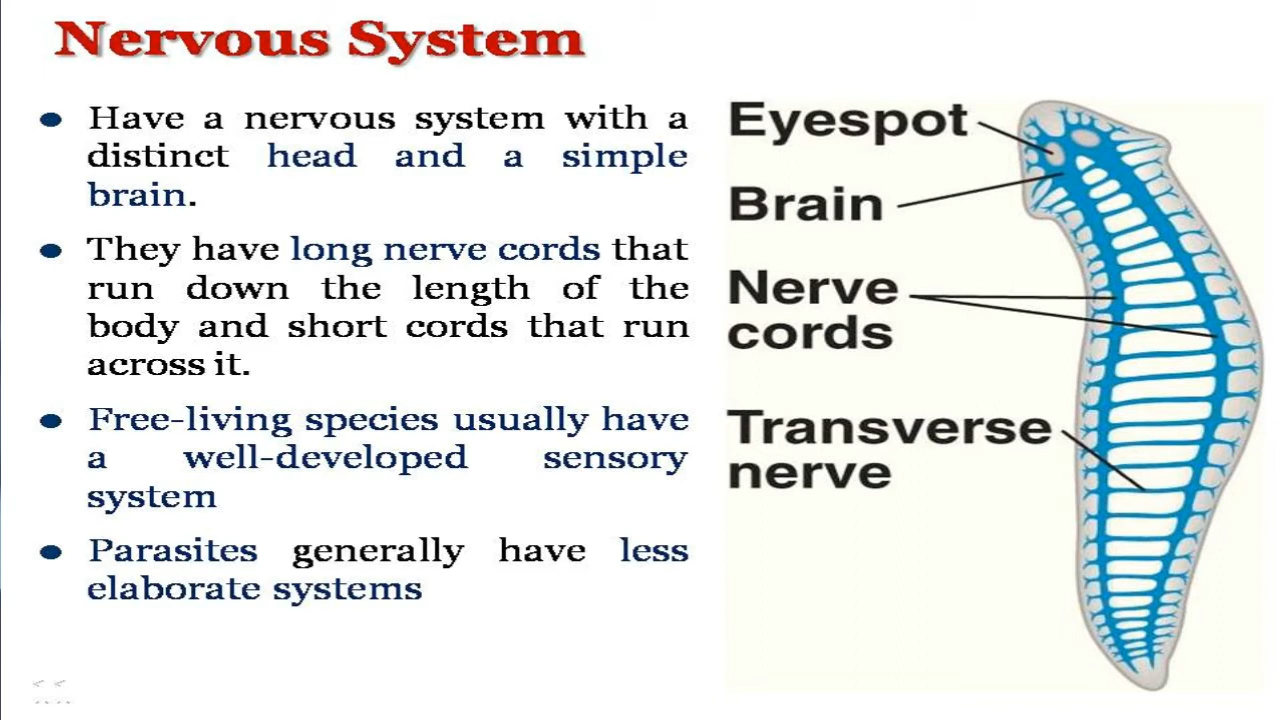 Nervous System
Have a nervous system with a
distinct head and a simple
brain.
They have long nerve cords that
run down the length of the
body and short cords that run
across it.
Free-living species usually have
a well-developed sensory
system
Parasites generally have less
elaborate systems
Eyespot
Brain
Nerve
cords
Transverse
nerve